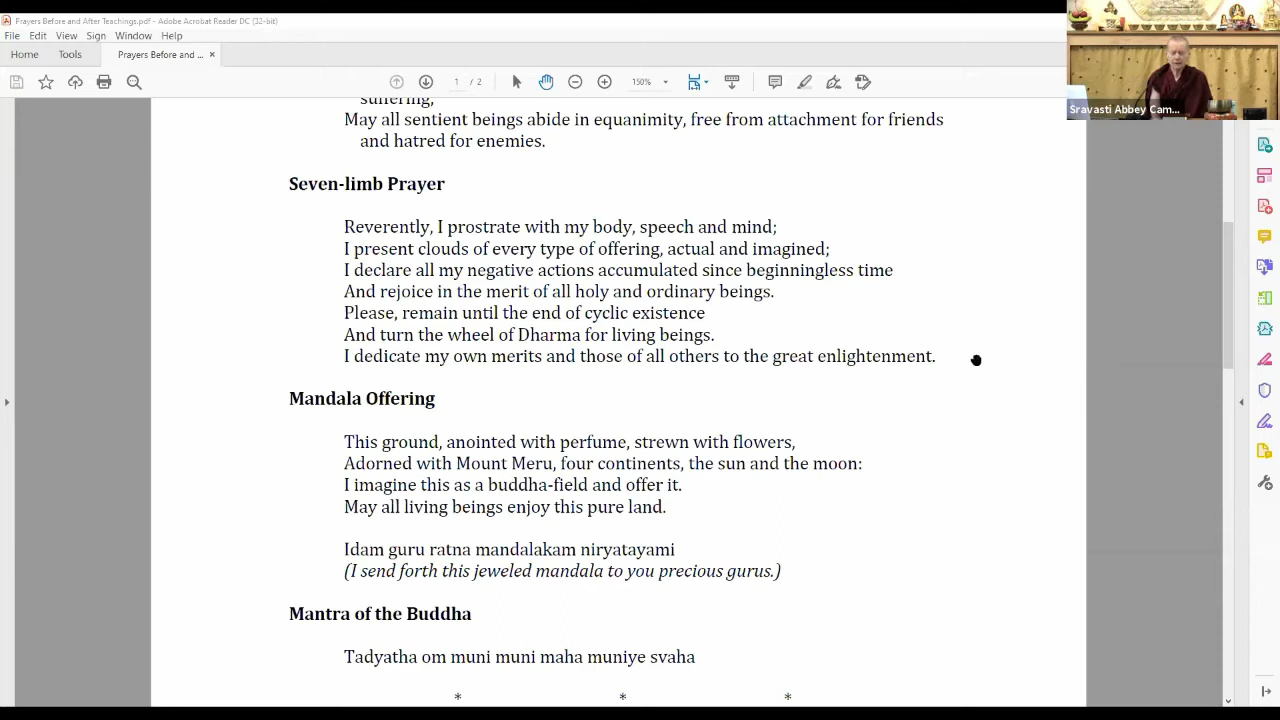 Prayers Before and After Teachings.pdf - Adobe Acrobat Reader DC (32-bit)
File Edit View Sign Window Help
Home Tools Prayers Before and ... ×
1 / 2 150%
Sravasti Abbey Cam...
suffering,
May all sentient beings abide in equanimity, free from attachment for friends
and hatred for enemies.
Seven-limb Prayer
Reverently, I prostrate with my body, speech and mind;
I present clouds of every type of offering, actual and imagined;
I declare all my negative actions accumulated since beginningless time
And rejoice in the merit of all holy and ordinary beings.
Please, remain until the end of cyclic existence
And turn the wheel of Dharma for living beings.
I dedicate my own merits and those of all others to the great enlightenment.
Mandala Offering
This ground, anointed with perfume, strewn with flowers,
Adorned with Mount Meru, four continents, the sun and the moon:
I imagine this as a buddha-field and offer it.
May all living beings enjoy this pure land.
Idam guru ratna mandalakam niryatayami
(I send forth this jeweled mandala to you precious gurus.)
Mantra of the Buddha
Tadyatha om muni muni maha muniye svaha
* * *